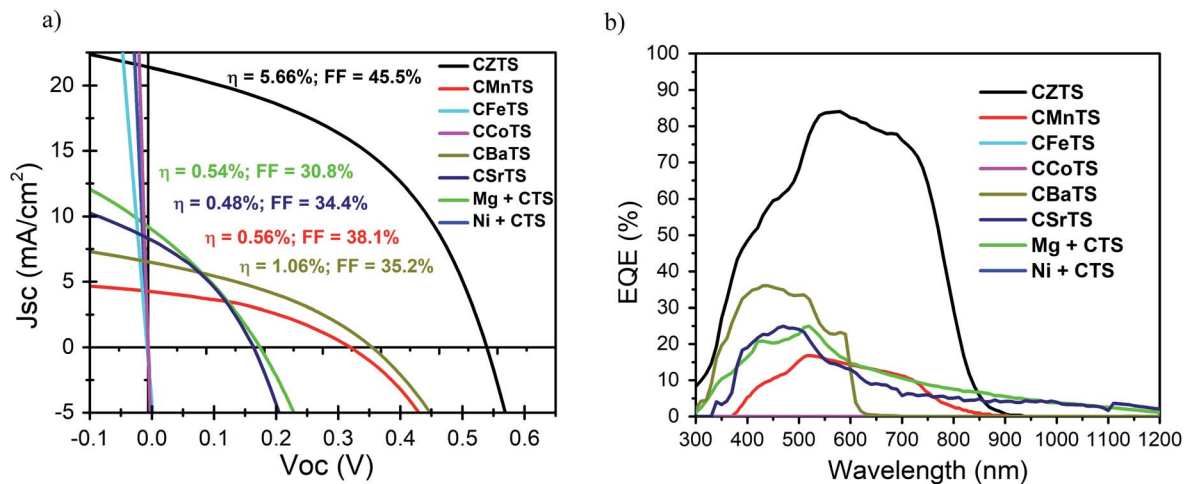 a)
Jsc (mA/cm²)
20
15
10
5
0
-5
-0.1
0.0
0.1
0.2
0.3
0.4
0.5
0.6
Voc (V)
η = 5.66%; FF = 45.5%
η = 0.54%; FF = 30.8%
η = 0.48%; FF = 34.4%
η = 0.56%; FF = 38.1%
η = 1.06%; FF = 35.2%
CZTS
CMnTS
CFeTS
CCoTS
CBaTS
CSrTS
Mg + CTS
Ni + CTS
b)
EQE (%)
100
90
80
70
60
50
40
30
20
10
0
300
400
500
600
700
800
900
1000
1100
1200
Wavelength (nm)
CZTS
CMnTS
CFeTS
CCoTS
CBaTS
CSrTS
Mg + CTS
Ni + CTS